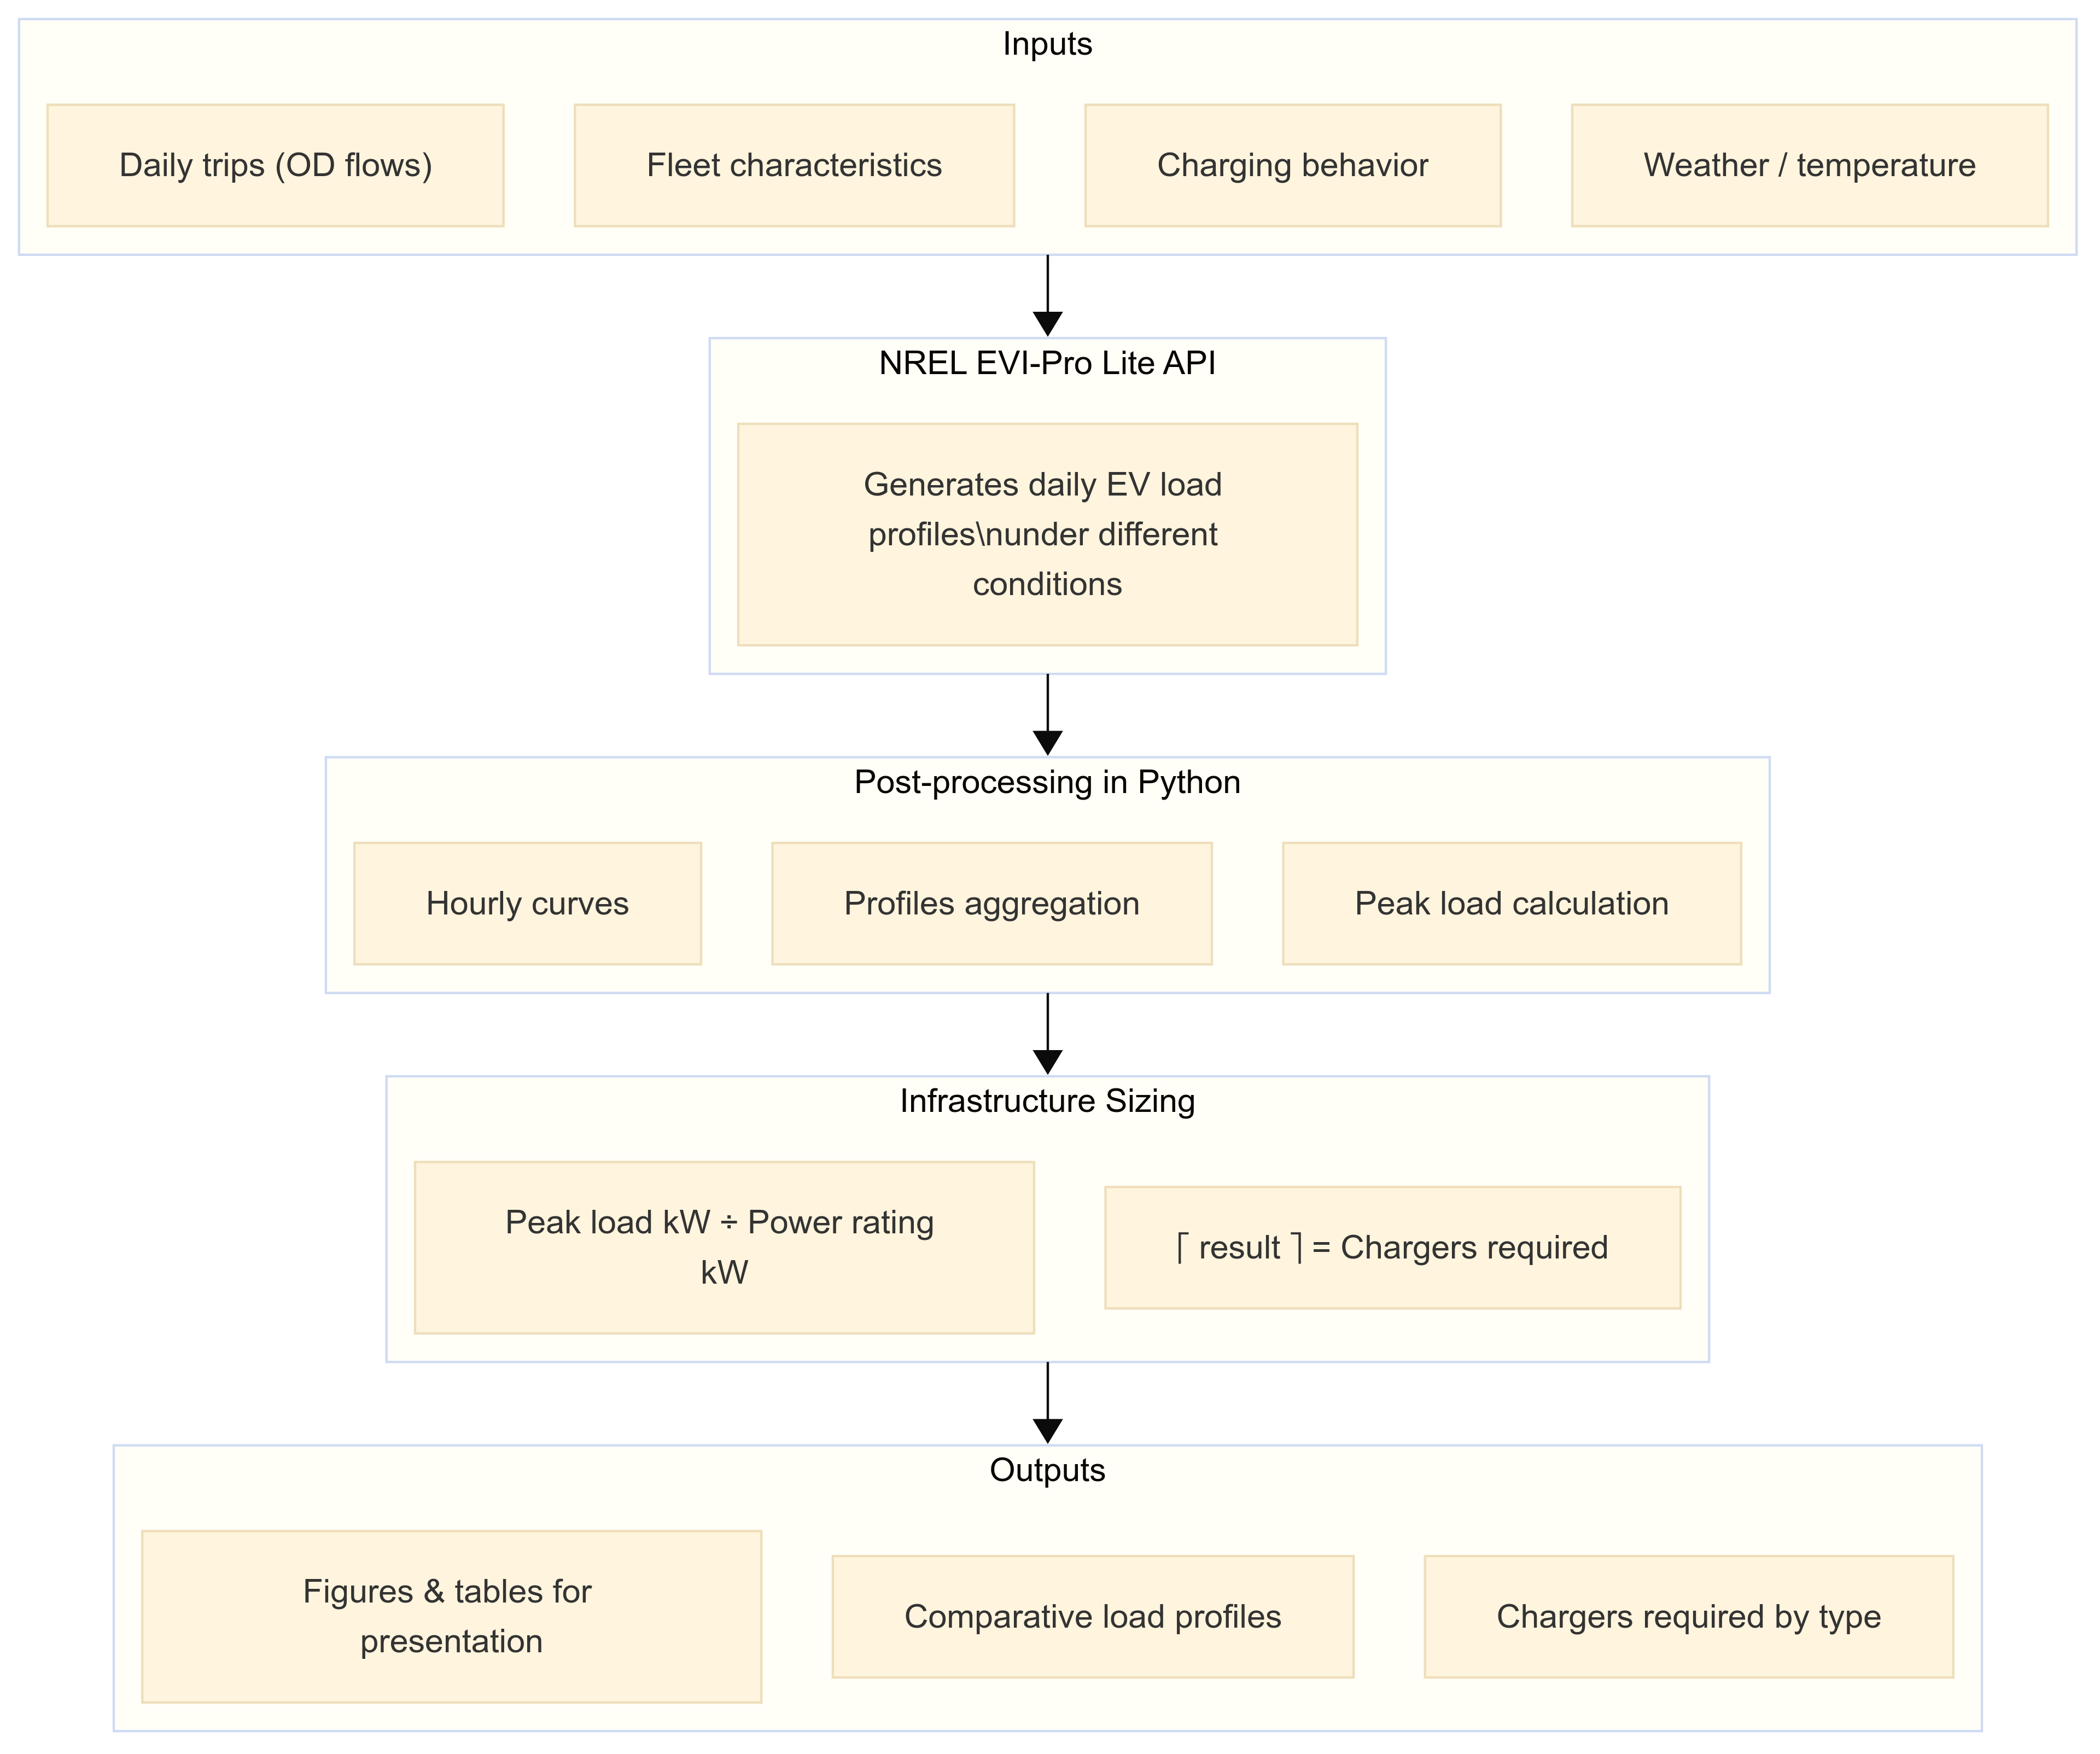 Inputs
Daily trips (OD flows)
Fleet characteristics
Charging behavior
Weather / temperature
NREL EVI-Pro Lite API
Generates daily EV load
profiles\nunder different
conditions
Post-processing in Python
Hourly curves
Profiles aggregation
Peak load calculation
Infrastructure Sizing
Peak load kW ÷ Power rating
kW
⌈ result ⌉ = Chargers required
Outputs
Figures & tables for
presentation
Comparative load profiles
Chargers required by type